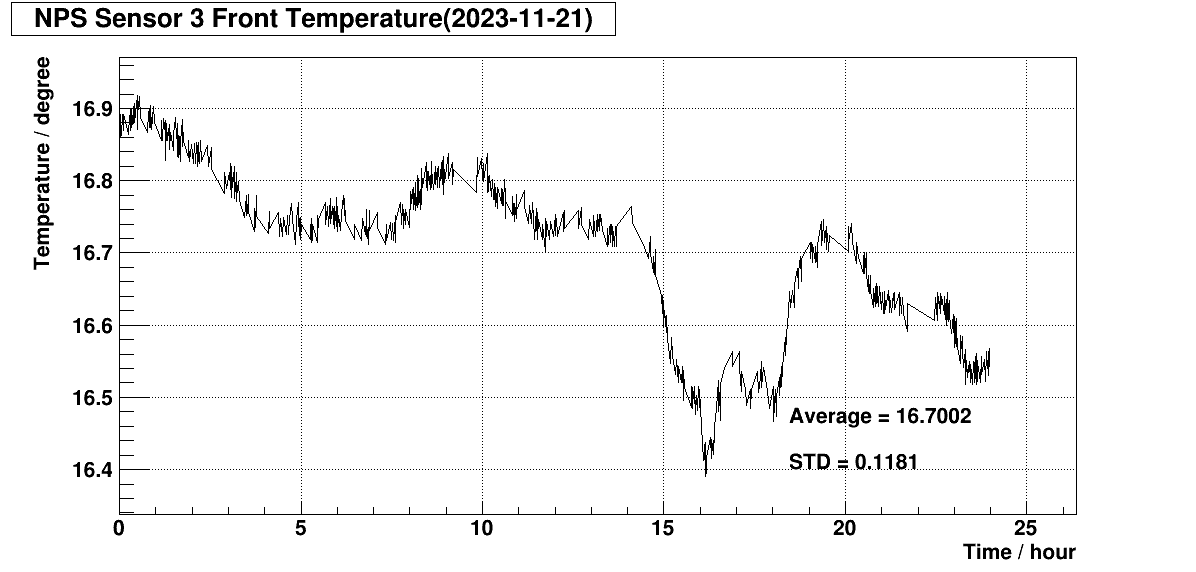 NPS Sensor 3 Front Temperature(2023-11-21)
Temperature / degree
16.9
16.8
16.7
16.6
16.5
16.4
Average = 16.7002
STD = 0.1181
0 5 10 15 20 25
Time / hour